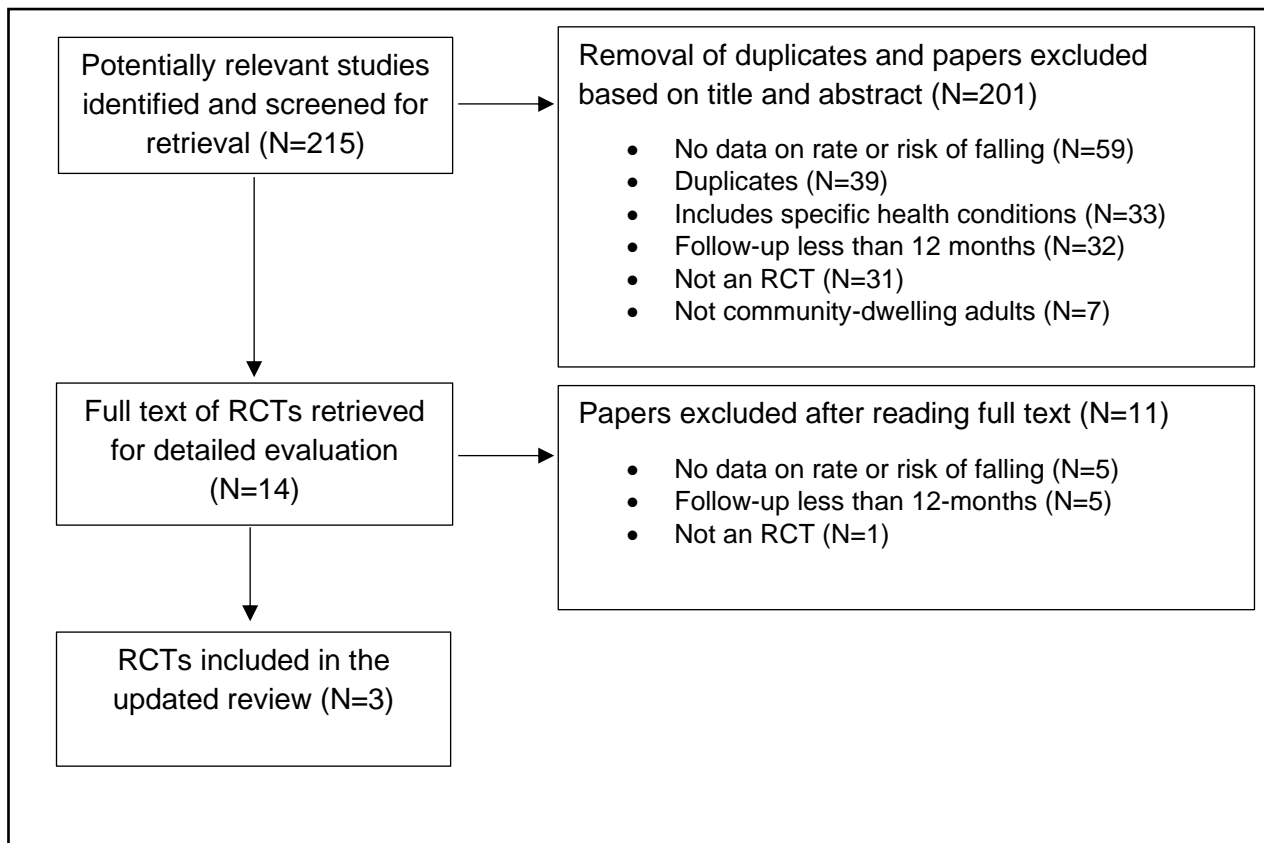 Potentially relevant studies
identified and screened for
retrieval (N=215)
Removal of duplicates and papers excluded
based on title and abstract (N=201)
• No data on rate or risk of falling (N=59)
• Duplicates (N=39)
• Includes specific health conditions (N=33)
• Follow-up less than 12 months (N=32)
• Not an RCT (N=31)
• Not community-dwelling adults (N=7)
Full text of RCTs retrieved
for detailed evaluation
(N=14)
Papers excluded after reading full text (N=11)
• No data on rate or risk of falling (N=5)
• Follow-up less than 12-months (N=5)
• Not an RCT (N=1)
RCTs included in the
updated review (N=3)